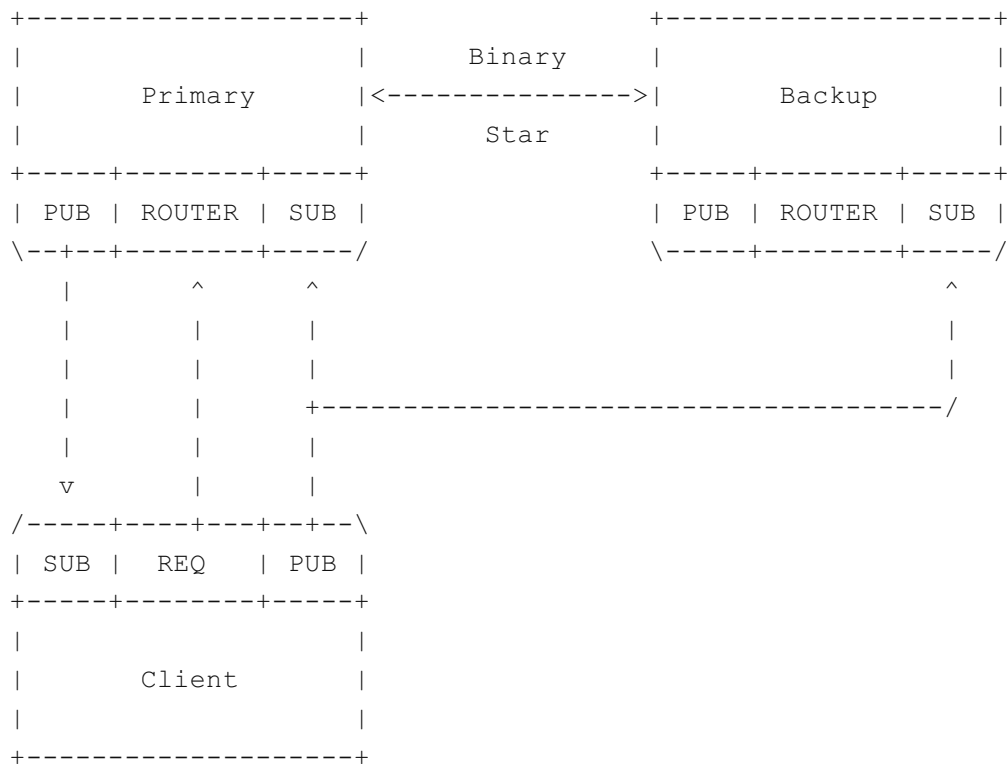 Binary
Primary Backup
Star
PUB ROUTER SUB PUB ROUTER SUB
SUB REQ PUB
Client